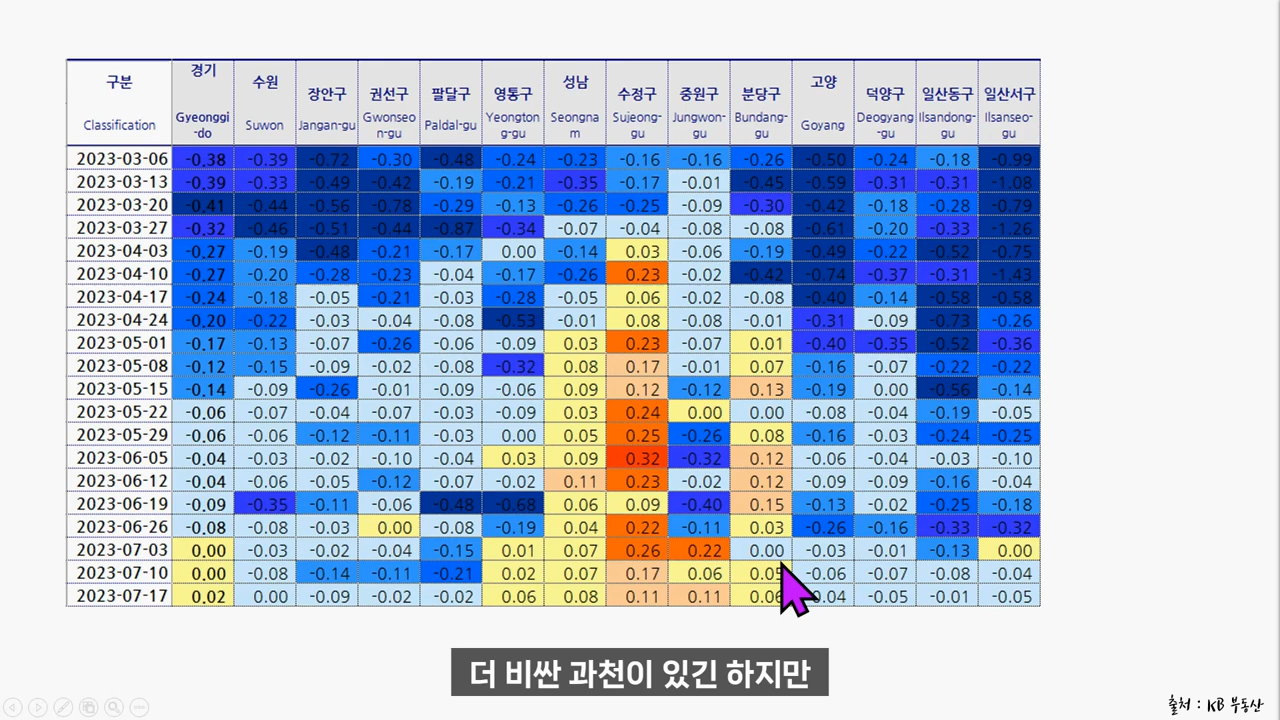 구분 경기 수원 장안구 권선구 팔달구 영통구 성남 수정구 중원구 분당구 고양 덕양구 일산동구 일산서구
Classification Gyeonggi-do Suwon Jangan-gu Gwonseon-gu Paldal-gu Yeongtong-gu Seongnam Sujeong-gu Jungwon-gu Bundang-gu Goyang Deogyang-gu Ilsandong-gu Ilsanseo-gu
2023-03-06 -0.38 -0.39 -0.72 -0.30 -0.48 -0.24 -0.23 -0.16 -0.16 -0.26 -0.50 -0.24 -0.18 -0.99
2023-03-13 -0.39 -0.33 -0.49 -0.42 -0.19 -0.21 -0.35 -0.17 -0.01 -0.45 -0.59 -0.31 -0.31 -1.08
2023-03-20 -0.41 -0.44 -0.56 -0.78 -0.29 -0.13 -0.26 -0.25 -0.09 -0.30 -0.42 -0.18 -0.28 -0.79
2023-03-27 -0.32 -0.46 -0.51 -0.44 -0.87 -0.34 -0.07 -0.04 -0.08 -0.08 -0.61 -0.20 -0.33 -1.26
2023-04-03 -0.27 -0.19 -0.48 -0.21 -0.17 0.00 -0.14 0.03 -0.06 -0.19 -0.49 -0.22 -0.52 -0.75
2023-04-10 -0.27 -0.20 -0.28 -0.23 -0.04 -0.17 -0.26 0.23 -0.02 -0.42 -0.74 -0.37 -0.31 -1.43
2023-04-17 -0.24 -0.18 -0.05 -0.21 -0.03 -0.28 -0.05 0.06 -0.02 -0.08 -0.40 -0.14 -0.58 -0.58
2023-04-24 -0.20 -0.22 -0.03 -0.04 -0.08 -0.53 -0.01 0.08 -0.08 -0.01 -0.31 -0.09 -0.73 -0.26
2023-05-01 -0.17 -0.13 -0.07 -0.26 -0.06 -0.09 0.03 0.23 -0.07 0.01 -0.40 -0.35 -0.52 -0.36
2023-05-08 -0.12 -0.15 -0.09 -0.02 -0.08 -0.32 0.08 0.17 -0.01 0.07 -0.16 -0.07 -0.22 -0.22
2023-05-15 -0.14 -0.09 -0.26 -0.01 -0.09 -0.06 0.09 0.12 -0.12 0.13 -0.19 0.00 -0.56 -0.14
2023-05-22 -0.06 -0.07 -0.04 -0.07 -0.03 -0.09 0.03 0.24 0.00 0.00 -0.08 -0.04 -0.19 -0.05
2023-05-29 -0.06 -0.06 -0.12 -0.11 -0.03 0.00 0.05 0.25 -0.26 0.08 -0.16 -0.03 -0.24 -0.25
2023-06-05 -0.04 -0.03 -0.02 -0.10 -0.04 0.03 0.09 0.32 -0.32 0.12 -0.06 -0.04 -0.03 -0.10
2023-06-12 -0.04 -0.06 -0.05 -0.12 -0.07 -0.02 0.11 0.23 -0.02 0.12 -0.09 -0.09 -0.16 -0.04
2023-06-19 -0.09 -0.35 -0.11 -0.06 -0.48 -0.68 0.06 0.09 -0.40 0.15 -0.13 -0.02 -0.25 -0.18
2023-06-26 -0.08 -0.08 -0.03 0.00 -0.08 -0.19 0.04 0.22 -0.11 0.03 -0.26 -0.16 -0.33 -0.32
2023-07-03 0.00 -0.03 -0.02 -0.04 -0.15 0.01 0.07 0.26 0.22 0.00 -0.03 -0.01 -0.13 0.00
2023-07-10 0.00 -0.08 -0.14 -0.11 -0.21 0.02 0.07 0.17 0.06 0.05 -0.06 -0.07 -0.08 -0.04
2023-07-17 0.02 0.00 -0.09 -0.02 -0.02 0.06 0.08 0.11 0.11 0.06 -0.04 -0.05 -0.01 -0.05
더 비싼 과천이 있긴 하지만
출처 : KB 부동산